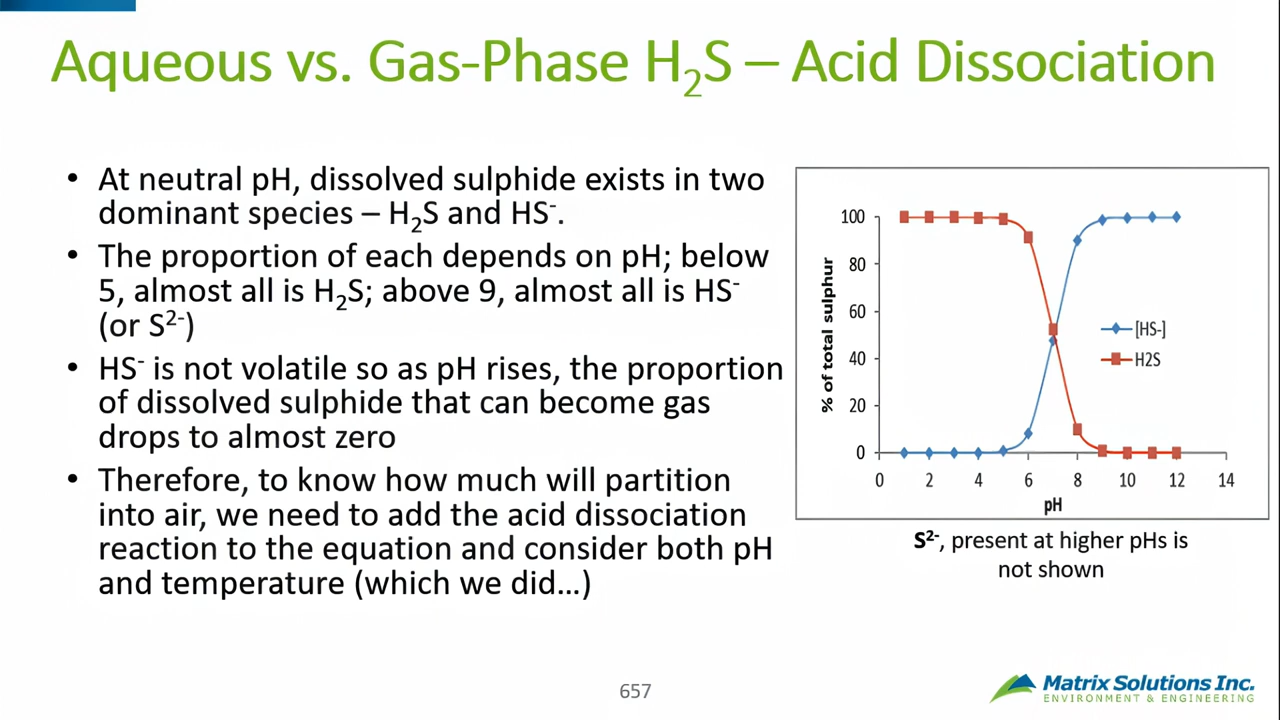 Aqueous vs. Gas-Phase H₂S – Acid Dissociation
• At neutral pH, dissolved sulphide exists in two
dominant species – H₂S and HS⁻.
• The proportion of each depends on pH; below
5, almost all is H₂S; above 9, almost all is HS⁻
(or S²⁻)
• HS⁻ is not volatile so as pH rises, the proportion
of dissolved sulphide that can become gas
drops to almost zero
• Therefore, to know how much will partition
into air, we need to add the acid dissociation
reaction to the equation and consider both pH
and temperature (which we did...)
% of total sulphur
100
80
60
40
20
0
0 2 4 6 8 10 12 14
pH
[HS-]
H2S
S²⁻, present at higher pHs is
not shown
657
Matrix Solutions Inc.
ENVIRONMENT & ENGINEERING